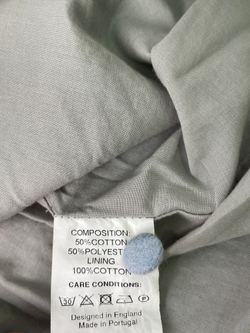 COMPOSITION:
50%COTTON
50%POLYEST
LINING
100%COTTON
CARE CONDITIONS:
Designed in England
Made in Portugal